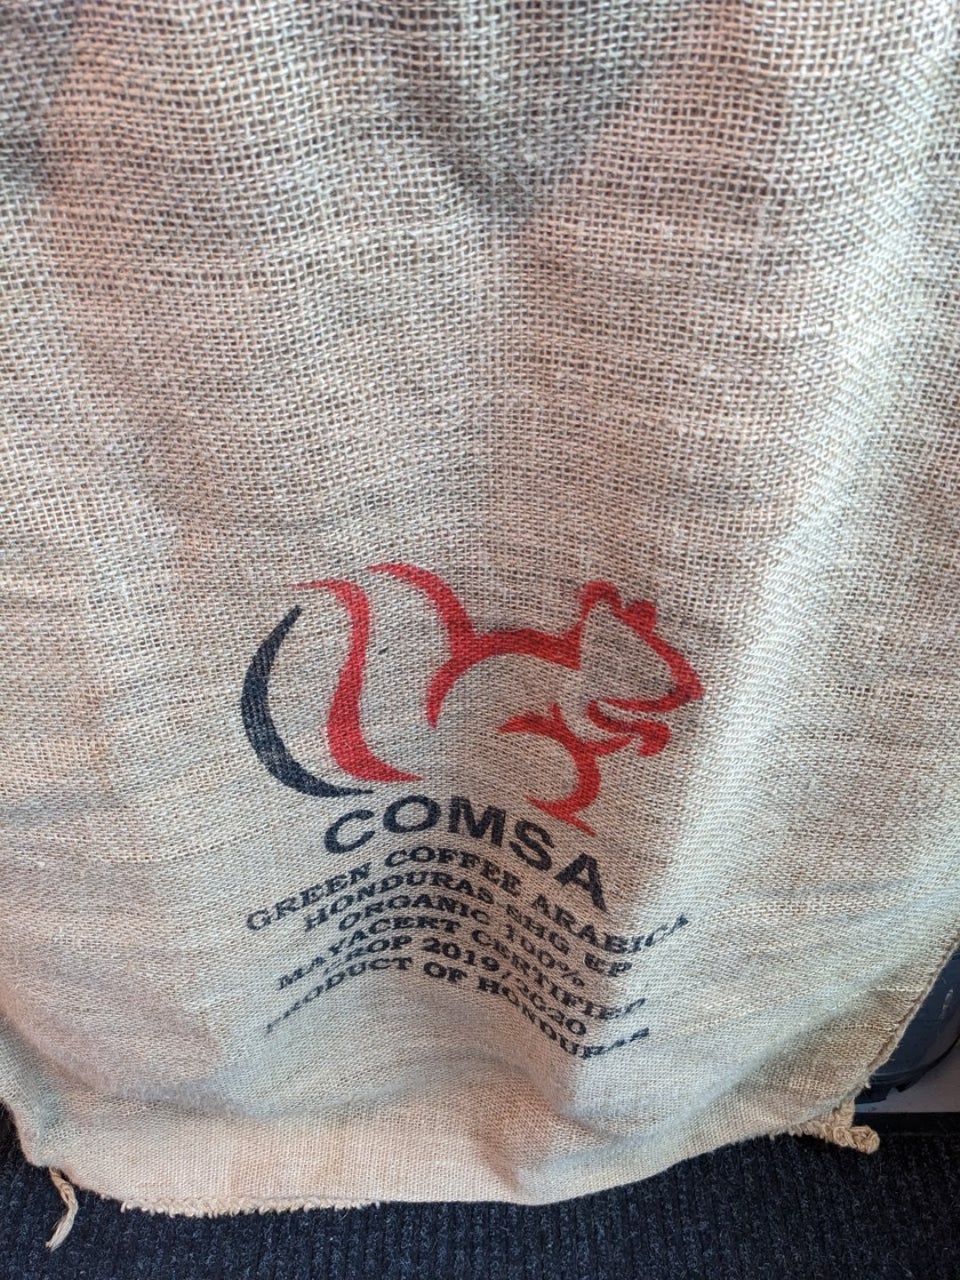 COMSA
GREEN COFFEE ARABICA
HONDURAS SHG EP
ORGANIC 100%
MAYACERT CERTIFIED
CROP 2019/2020
PRODUCT OF HONDURAS